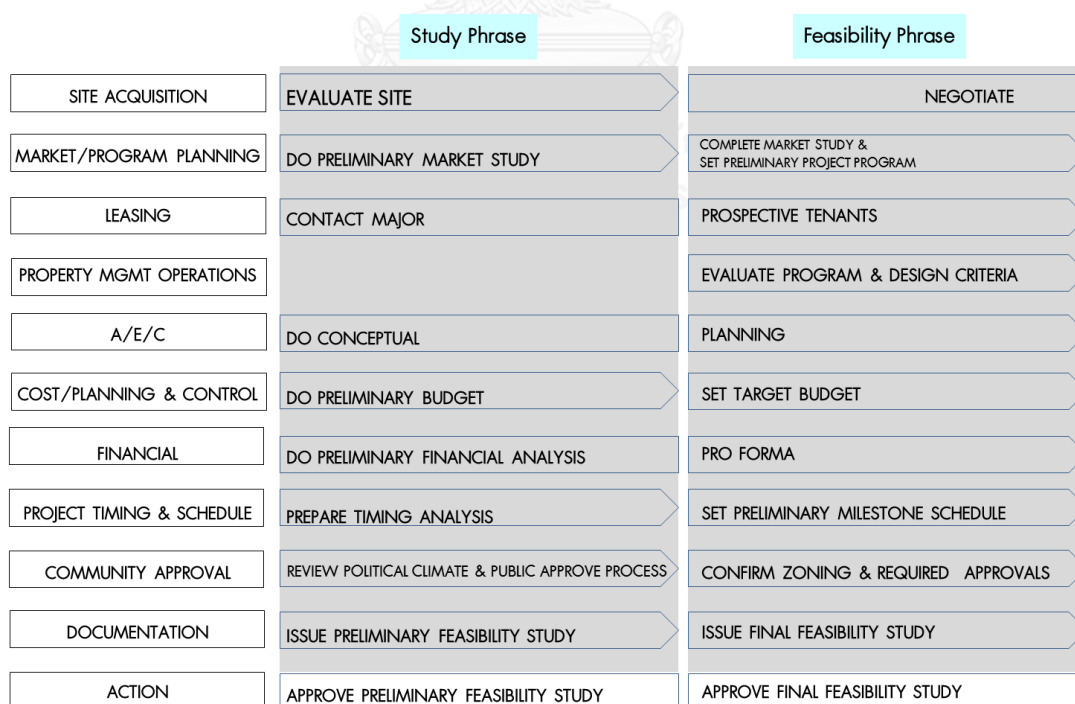 Study Phrase
Feasibility Phrase
SITE ACQUISITION
EVALUATE SITE
NEGOTIATE
MARKET/PROGRAM PLANNING
DO PRELIMINARY MARKET STUDY
COMPLETE MARKET STUDY &
SET PRELIMINARY PROJECT PROGRAM
LEASING
CONTACT MAJOR
PROSPECTIVE TENANTS
PROPERTY MGMT OPERATIONS
EVALUATE PROGRAM & DESIGN CRITERIA
A/E/C
DO CONCEPTUAL
PLANNING
COST/PLANNING & CONTROL
DO PRELIMINARY BUDGET
SET TARGET BUDGET
FINANCIAL
DO PRELIMINARY FINANCIAL ANALYSIS
PRO FORMA
PROJECT TIMING & SCHEDULE
PREPARE TIMING ANALYSIS
SET PRELIMINARY MILESTONE SCHEDULE
COMMUNITY APPROVAL
REVIEW POLITICAL CLIMATE & PUBLIC APPROVE PROCESS
CONFIRM ZONING & REQUIRED APPROVALS
DOCUMENTATION
ISSUE PRELIMINARY FEASIBILITY STUDY
ISSUE FINAL FEASIBILITY STUDY
ACTION
APPROVE PRELIMINARY FEASIBILITY STUDY
APPROVE FINAL FEASIBILITY STUDY